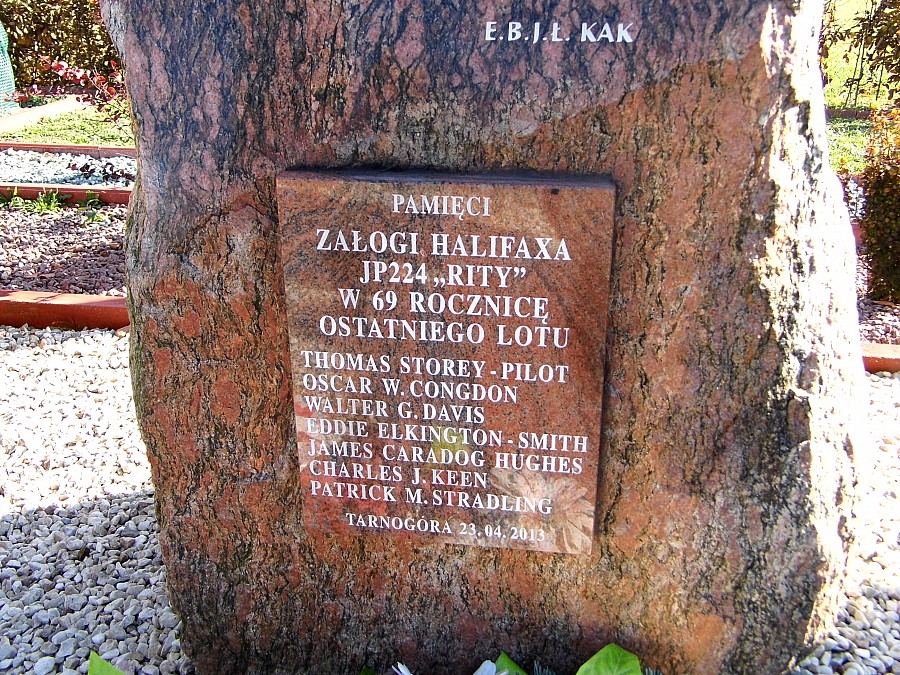 E.B.J.Ł. KAK
PAMIĘCI
ZAŁOGI HALIFAXA
JP224 „RITY”
W 69 ROCZNICĘ
OSTATNIEGO LOTU
THOMAS STOREY - PILOT
OSCAR W. CONGDON
WALTER G. DAVIS
EDDIE ELKINGTON - SMITH
JAMES CARADOG HUGHES
CHARLES J. KEEN
PATRICK M. STRADLING
TARNOGÓRA 23.04.2013